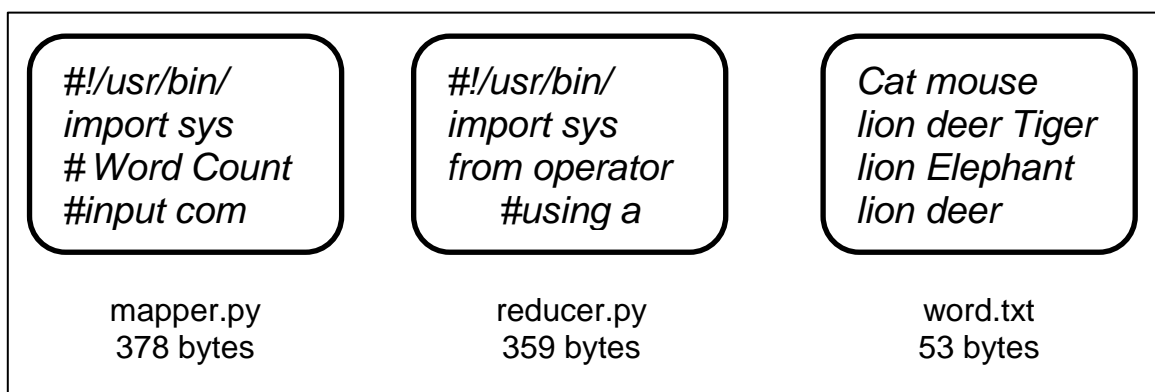 #!/usr/bin/
import sys
# Word Count
#input com
mapper.py
378 bytes
#!/usr/bin/
import sys
from operator
#using a
reducer.py
359 bytes
Cat mouse
lion deer Tiger
lion Elephant
lion deer
word.txt
53 bytes